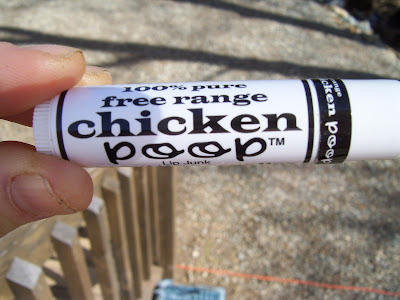 100% pure
free range
chicken
poop™
Lip Junk
chicken poop